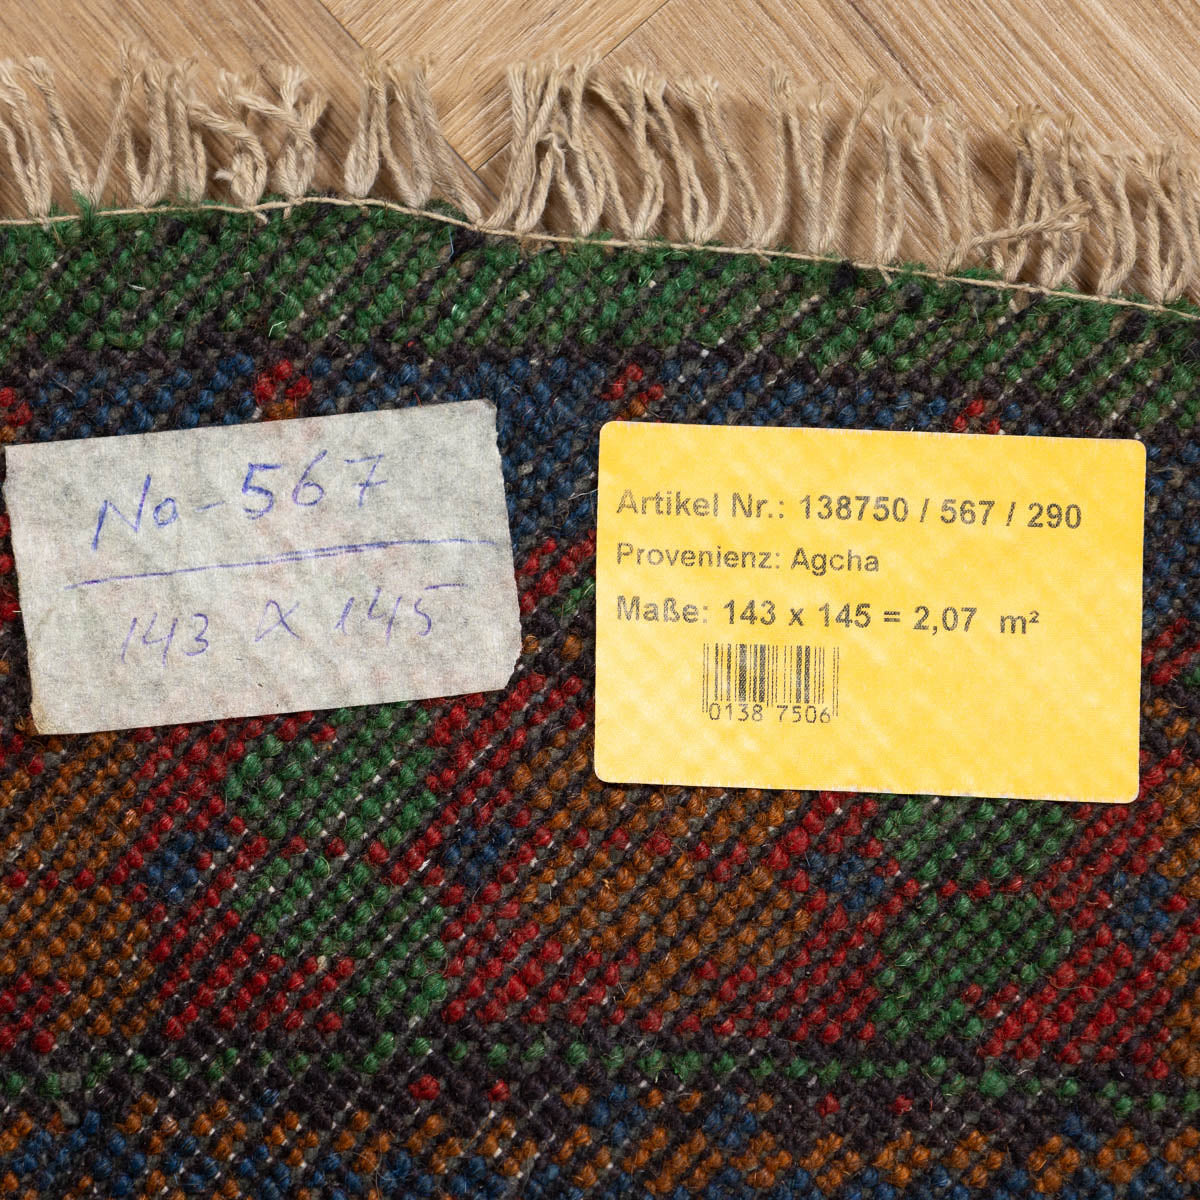 No-567
143 x 145
Artikel Nr.: 138750 / 567 / 290
Provenienz: Agcha
Maße: 143 x 145 = 2,07 m²
0138 7506